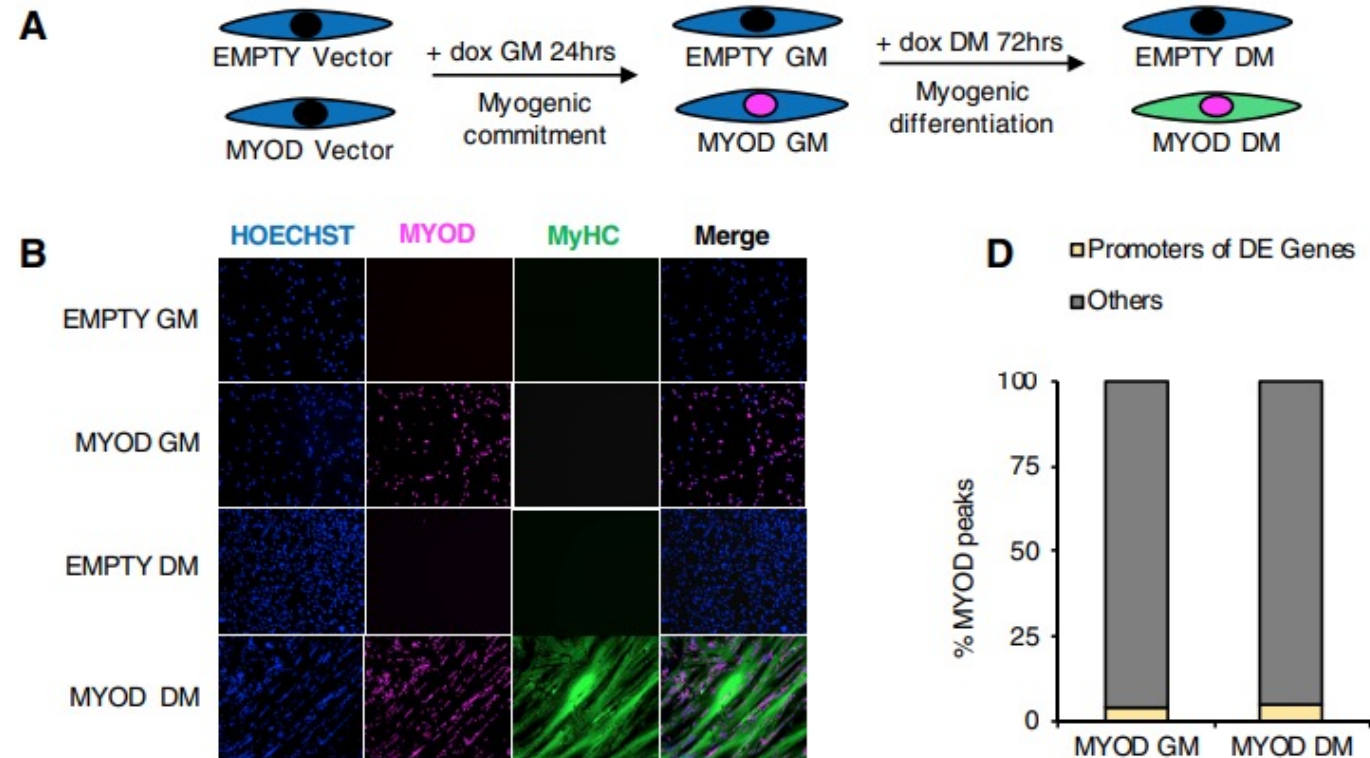 A
EMPTY Vector
MYOD Vector
+ dox GM 24hrs
Myogenic
commitment
EMPTY GM
MYOD GM
+ dox DM 72hrs
Myogenic
differentiation
EMPTY DM
MYOD DM
B
HOECHST MYOD MyHC Merge
EMPTY GM
MYOD GM
EMPTY DM
MYOD DM
D
Promoters of DE Genes
Others
% MYOD peaks
100
75
50
25
0
MYOD GM MYOD DM